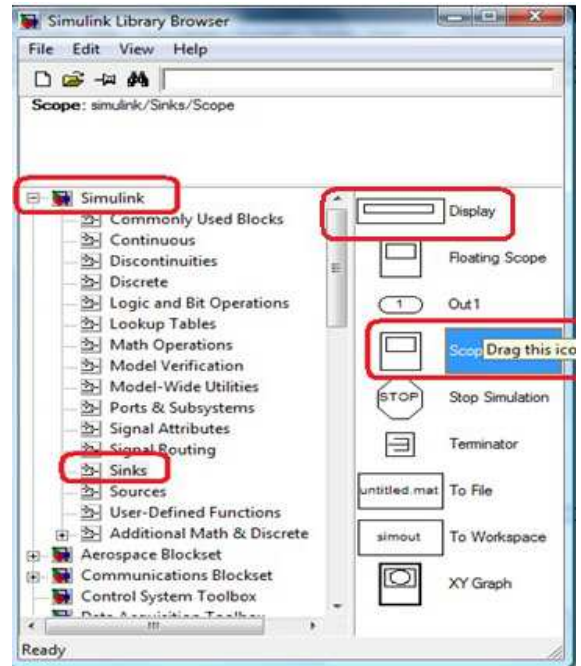 Simulink Library Browser
File Edit View Help
Scope: simulink/Sinks/Scope
Simulink
Commonly Used Blocks
Continuous
Discontinuities
Discrete
Logic and Bit Operations
Lookup Tables
Math Operations
Model Verification
Model-Wide Utilities
Ports & Subsystems
Signal Attributes
Signal Routing
Sinks
Sources
User-Defined Functions
Additional Math & Discrete
Aerospace Blockset
Communications Blockset
Control System Toolbox
Data Acquisition Toolbox
Display
Floating Scope
1 Out1
Scop Drag this ico
STOP Stop Simulation
Terminator
untitled.mat To File
simout To Workspace
XY Graph
Ready